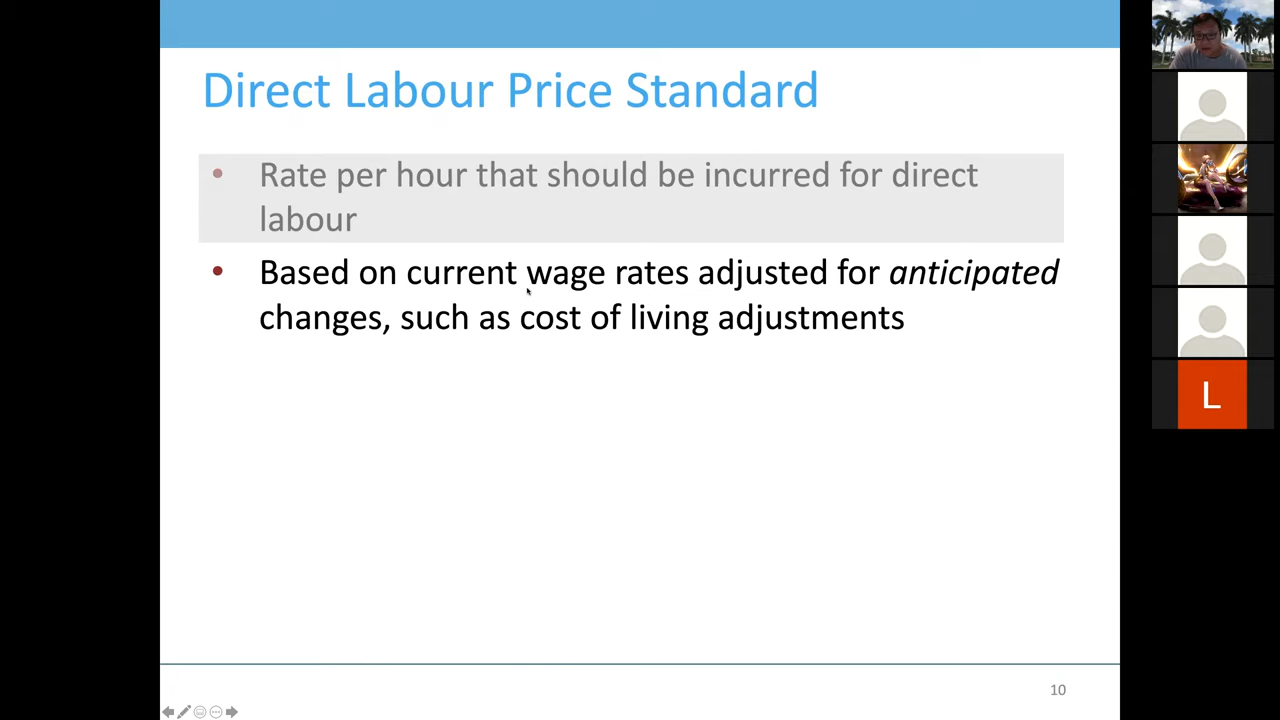 Direct Labour Price Standard
• Rate per hour that should be incurred for direct
labour
• Based on current wage rates adjusted for anticipated
changes, such as cost of living adjustments
10
L